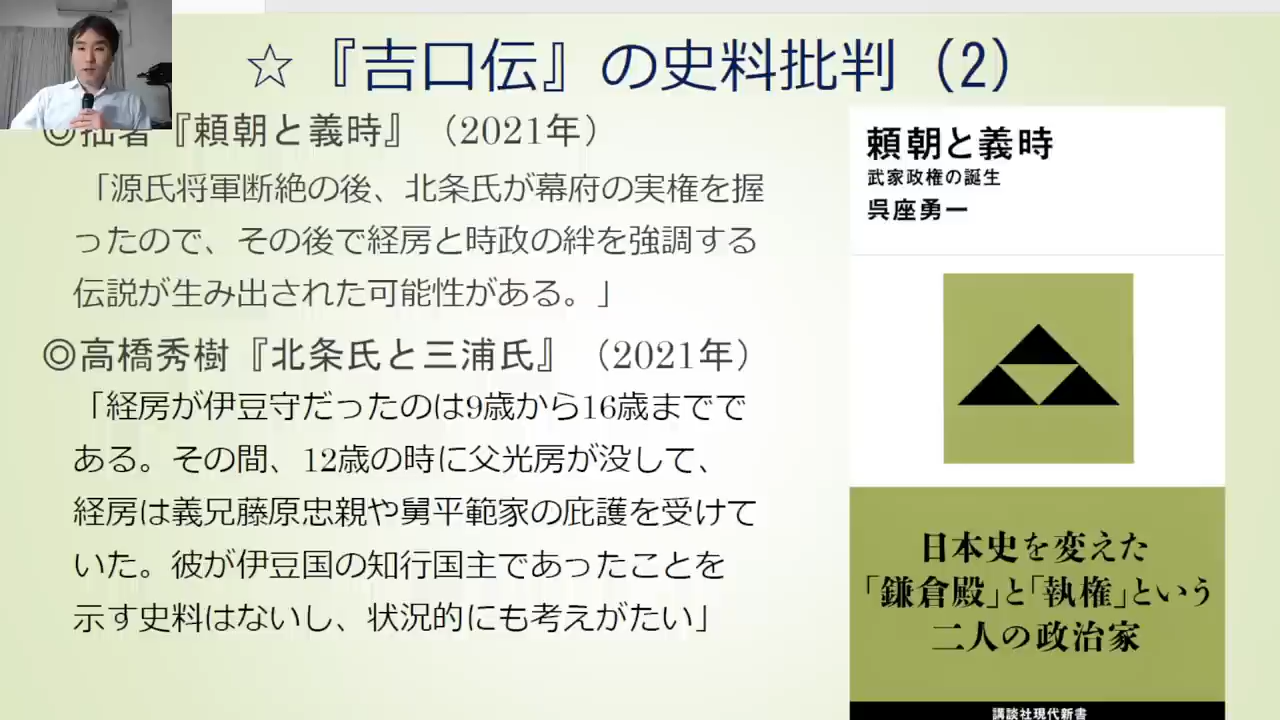 ☆『吉口伝』の史料批判（2）
◎拙著『頼朝と義時』（2021年）
「源氏将軍断絶の後、北条氏が幕府の実権を握
ったので、その後で経房と時政の絆を強調する
伝説が生み出された可能性がある。」
◎高橋秀樹『北条氏と三浦氏』（2021年）
「経房が伊豆守だったのは9歳から16歳までで
ある。その間、12歳の時に父光房が没して、
経房は義兄藤原忠親や舅平範家の庇護を受けて
いた。彼が伊豆国の知行国主であったことを
示す史料はないし、状況的にも考えがたい」
頼朝と義時
武家政権の誕生
呉座勇一
日本史を変えた
「鎌倉殿」と「執権」という
二人の政治家
講談社現代新書